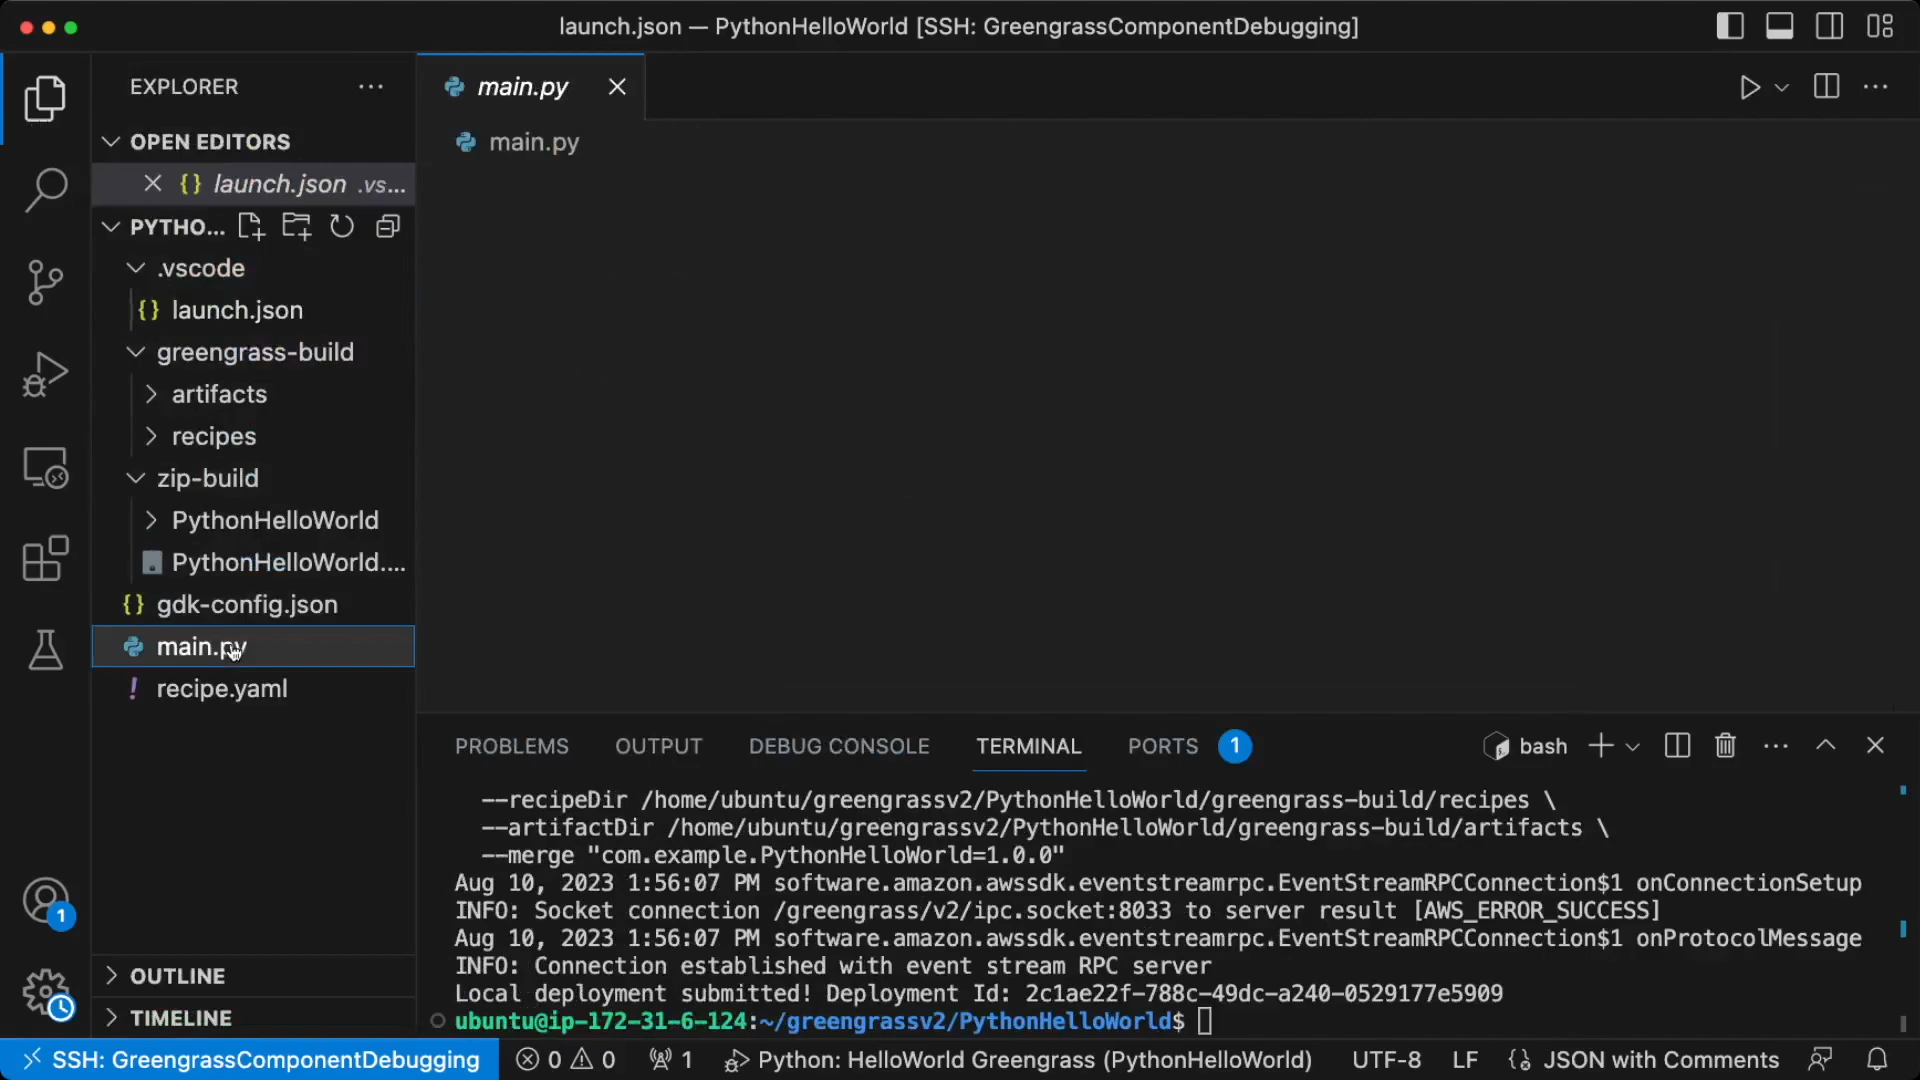 launch.json — PythonHelloWorld [SSH: GreengrassComponentDebugging]
EXPLORER
main.py
OPEN EDITORS
main.py
launch.json .vs...
PYTHO...
.vscode
{} launch.json
greengrass-build
artifacts
recipes
zip-build
PythonHelloWorld
PythonHelloWorld....
{} gdk-config.json
main.py
! recipe.yaml
PROBLEMS OUTPUT DEBUG CONSOLE TERMINAL PORTS 1 bash
--recipeDir /home/ubuntu/greengrassv2/PythonHelloWorld/greengrass-build/recipes \
--artifactDir /home/ubuntu/greengrassv2/PythonHelloWorld/greengrass-build/artifacts \
--merge "com.example.PythonHelloWorld=1.0.0"
Aug 10, 2023 1:56:07 PM software.amazon.awssdk.eventstreamrpc.EventStreamRPCConnection$1 onConnectionSetup
INFO: Socket connection /greengrass/v2/ipc.socket:8033 to server result [AWS_ERROR_SUCCESS]
Aug 10, 2023 1:56:07 PM software.amazon.awssdk.eventstreamrpc.EventStreamRPCConnection$1 onProtocolMessage
INFO: Connection established with event stream RPC server
Local deployment submitted! Deployment Id: 2c1ae22f-788c-49dc-a240-0529177e5909
ubuntu@ip-172-31-6-124:~/greengrassv2/PythonHelloWorld$
1
OUTLINE
TIMELINE
SSH: GreengrassComponentDebugging 0 0 1 Python: HelloWorld Greengrass (PythonHelloWorld) UTF-8 LF JSON with Comments